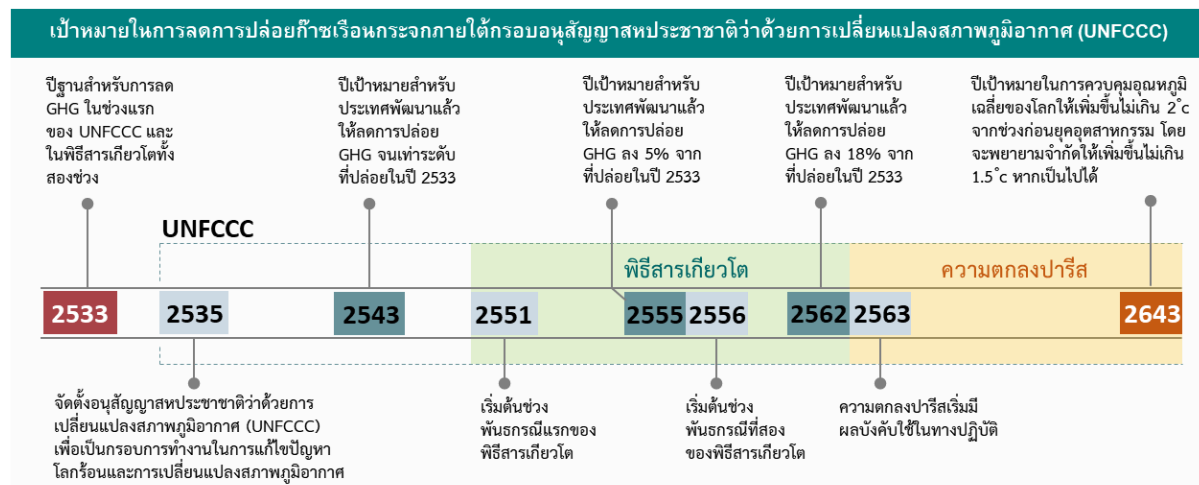 เป้าหมายในการลดการปล่อยก๊าซเรือนกระจกภายใต้กรอบอนุสัญญาสหประชาชาติว่าด้วยการเปลี่ยนแปลงสภาพภูมิอากาศ (UNFCCC)
ปีฐานสำหรับการลด
GHG ในช่วงแรก
ของ UNFCCC และ
ในพิธีสารเกียวโตทั้ง
สองช่วง
ปีเป้าหมายสำหรับ
ประเทศพัฒนาแล้ว
ให้ลดการปล่อย
GHG จนเท่าระดับ
ที่ปล่อยในปี 2533
ปีเป้าหมายสำหรับ
ประเทศพัฒนาแล้ว
ให้ลดการปล่อย
GHG ลง 5% จาก
ที่ปล่อยในปี 2533
ปีเป้าหมายสำหรับ
ประเทศพัฒนาแล้ว
ให้ลดการปล่อย
GHG ลง 18% จาก
ที่ปล่อยในปี 2533
ปีเป้าหมายในการควบคุมอุณหภูมิ
เฉลี่ยของโลกให้เพิ่มขึ้นไม่เกิน 2˚c
จากช่วงก่อนยุคอุตสาหกรรม โดย
จะพยายามจำกัดให้เพิ่มขึ้นไม่เกิน
1.5˚c หากเป็นไปได้
UNFCCC
พิธีสารเกียวโต
ความตกลงปารีส
2533 2535 2543 2551 2555 2556 2562 2563 2643
จัดตั้งอนุสัญญาสหประชาชาติว่าด้วยการ
เปลี่ยนแปลงสภาพภูมิอากาศ (UNFCCC)
เพื่อเป็นกรอบการทำงานในการแก้ไขปัญหา
โลกร้อนและการเปลี่ยนแปลงสภาพภูมิอากาศ
เริ่มต้นช่วง
พันธกรณีแรกของ
พิธีสารเกียวโต
เริ่มต้นช่วง
พันธกรณีที่สอง
ของพิธีสารเกียวโต
ความตกลงปารีสเริ่มมี
ผลบังคับใช้ในทางปฏิบัติ